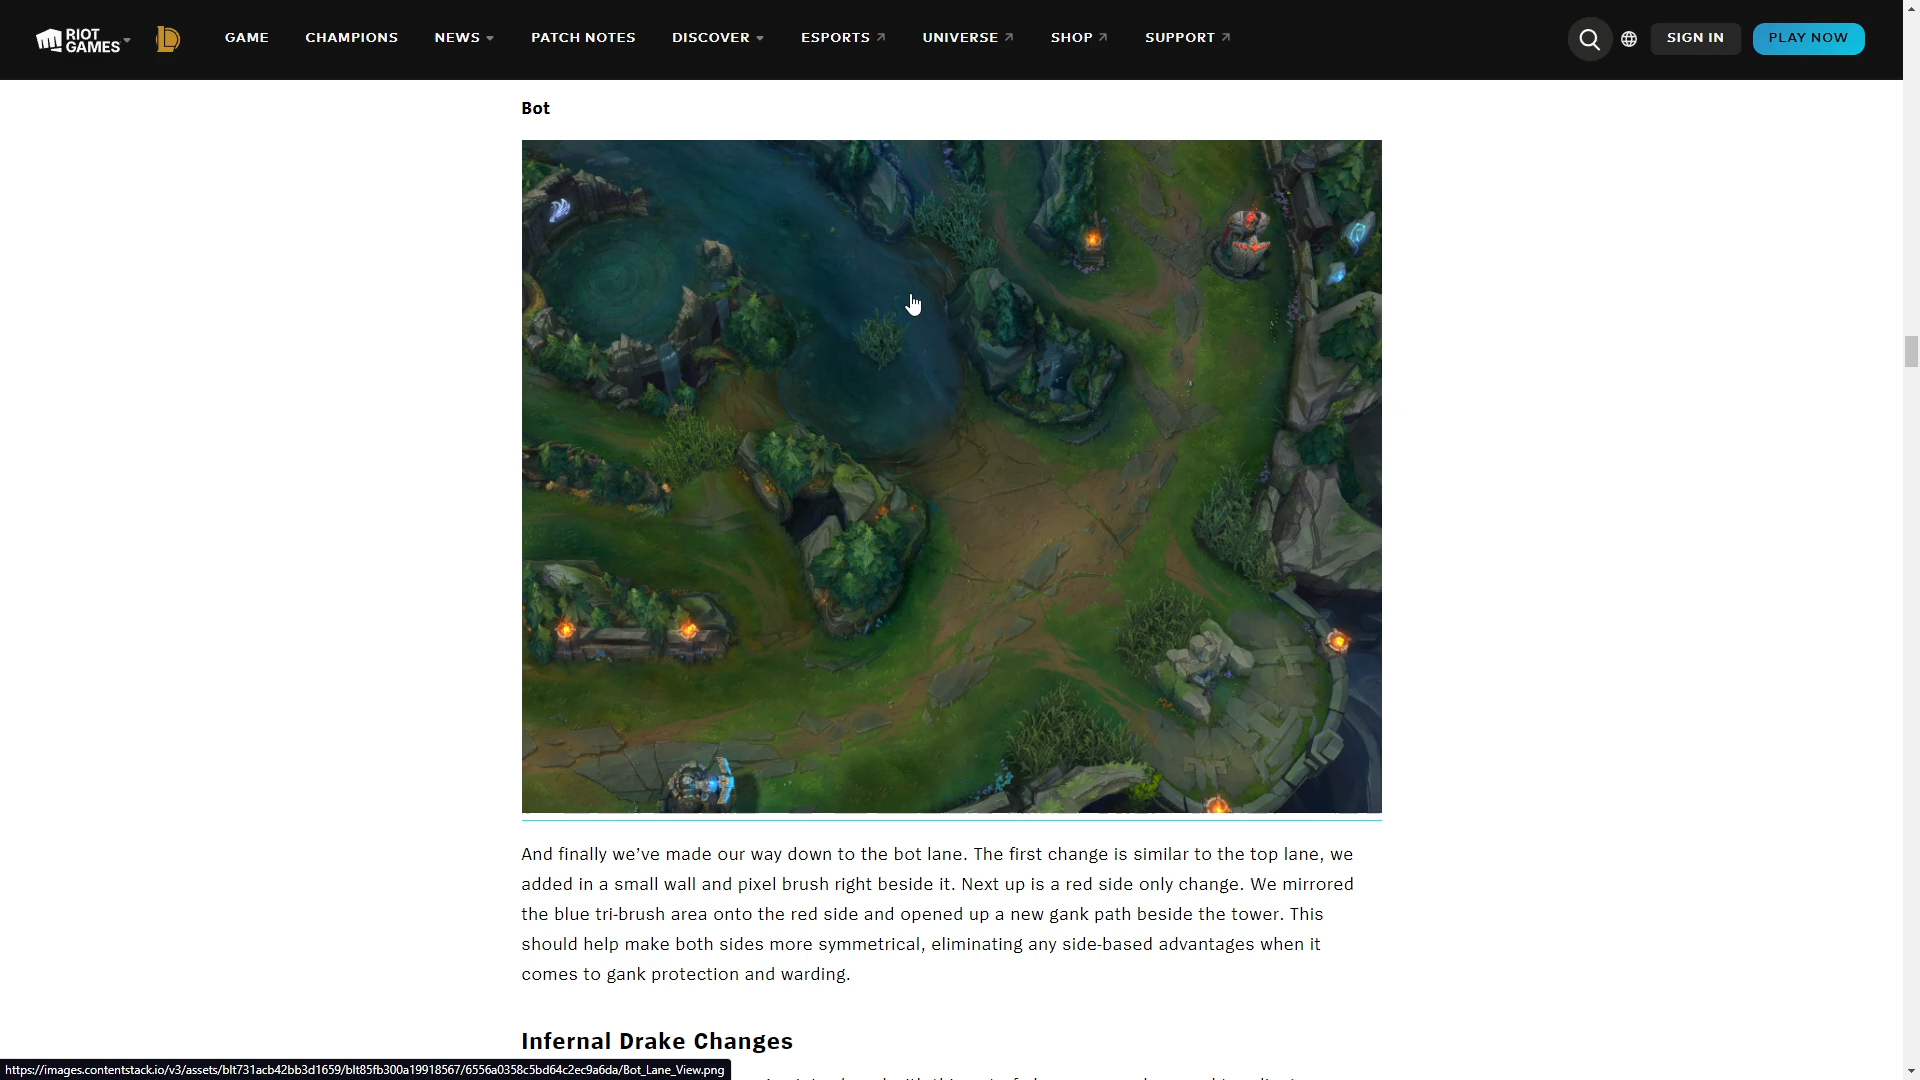 RIOT GAMES
GAME CHAMPIONS NEWS PATCH NOTES DISCOVER ESPORTS UNIVERSE SHOP SUPPORT SIGN IN PLAY NOW
Bot
And finally we’ve made our way down to the bot lane. The first change is similar to the top lane, we
added in a small wall and pixel brush right beside it. Next up is a red side only change. We mirrored
the blue tri-brush area onto the red side and opened up a new gank path beside the tower. This
should help make both sides more symmetrical, eliminating any side-based advantages when it
comes to gank protection and warding.
Infernal Drake Changes
https://images.contentstack.io/v3/assets/blt731acb42bb3d1659/blt85fb300a19918567/6556a0358c5bd64c2ec9a6da/Bot_Lane_View.png